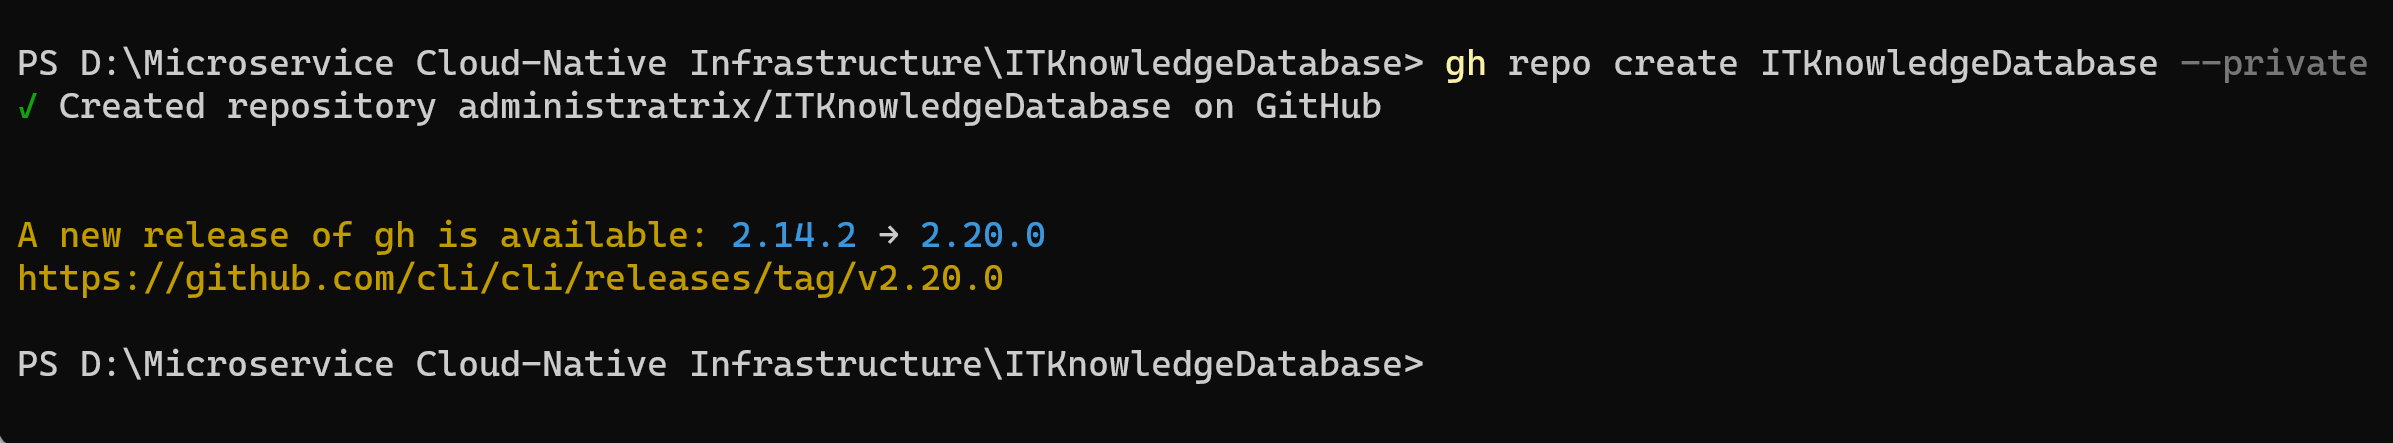 PS D:\Microservice Cloud-Native Infrastructure\ITKnowledgeDatabase> gh repo create ITKnowledgeDatabase --private
✓ Created repository administratrix/ITKnowledgeDatabase on GitHub
A new release of gh is available: 2.14.2 → 2.20.0
https://github.com/cli/cli/releases/tag/v2.20.0
PS D:\Microservice Cloud-Native Infrastructure\ITKnowledgeDatabase>